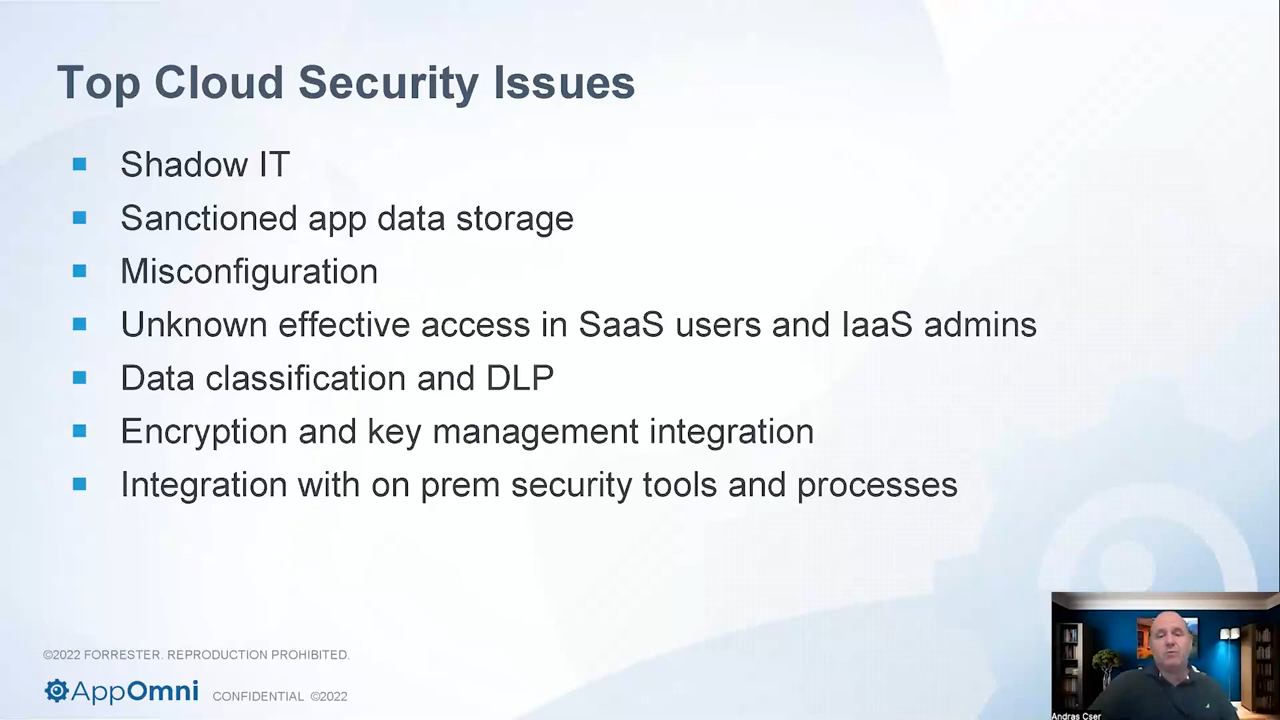 Top Cloud Security Issues
Shadow IT
Sanctioned app data storage
Misconfiguration
Unknown effective access in SaaS users and IaaS admins
Data classification and DLP
Encryption and key management integration
Integration with on prem security tools and processes
©2022 FORRESTER. REPRODUCTION PROHIBITED.
AppOmni CONFIDENTIAL ©2022
Andras Cser